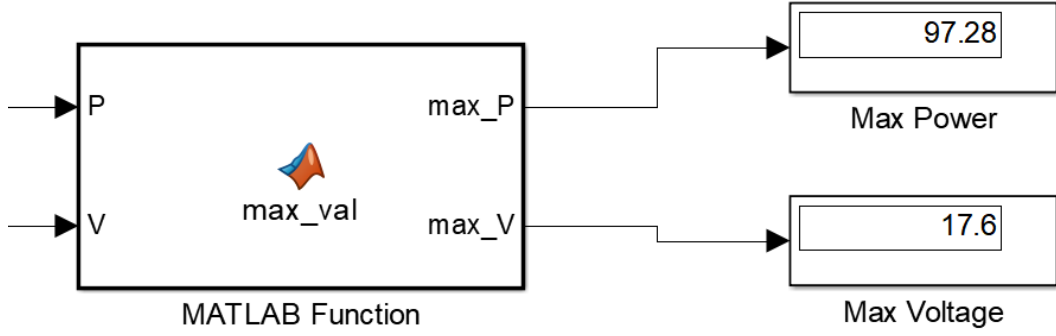 97.28
Max Power
P
max_P
max_val
V
max_V
17.6
MATLAB Function
Max Voltage